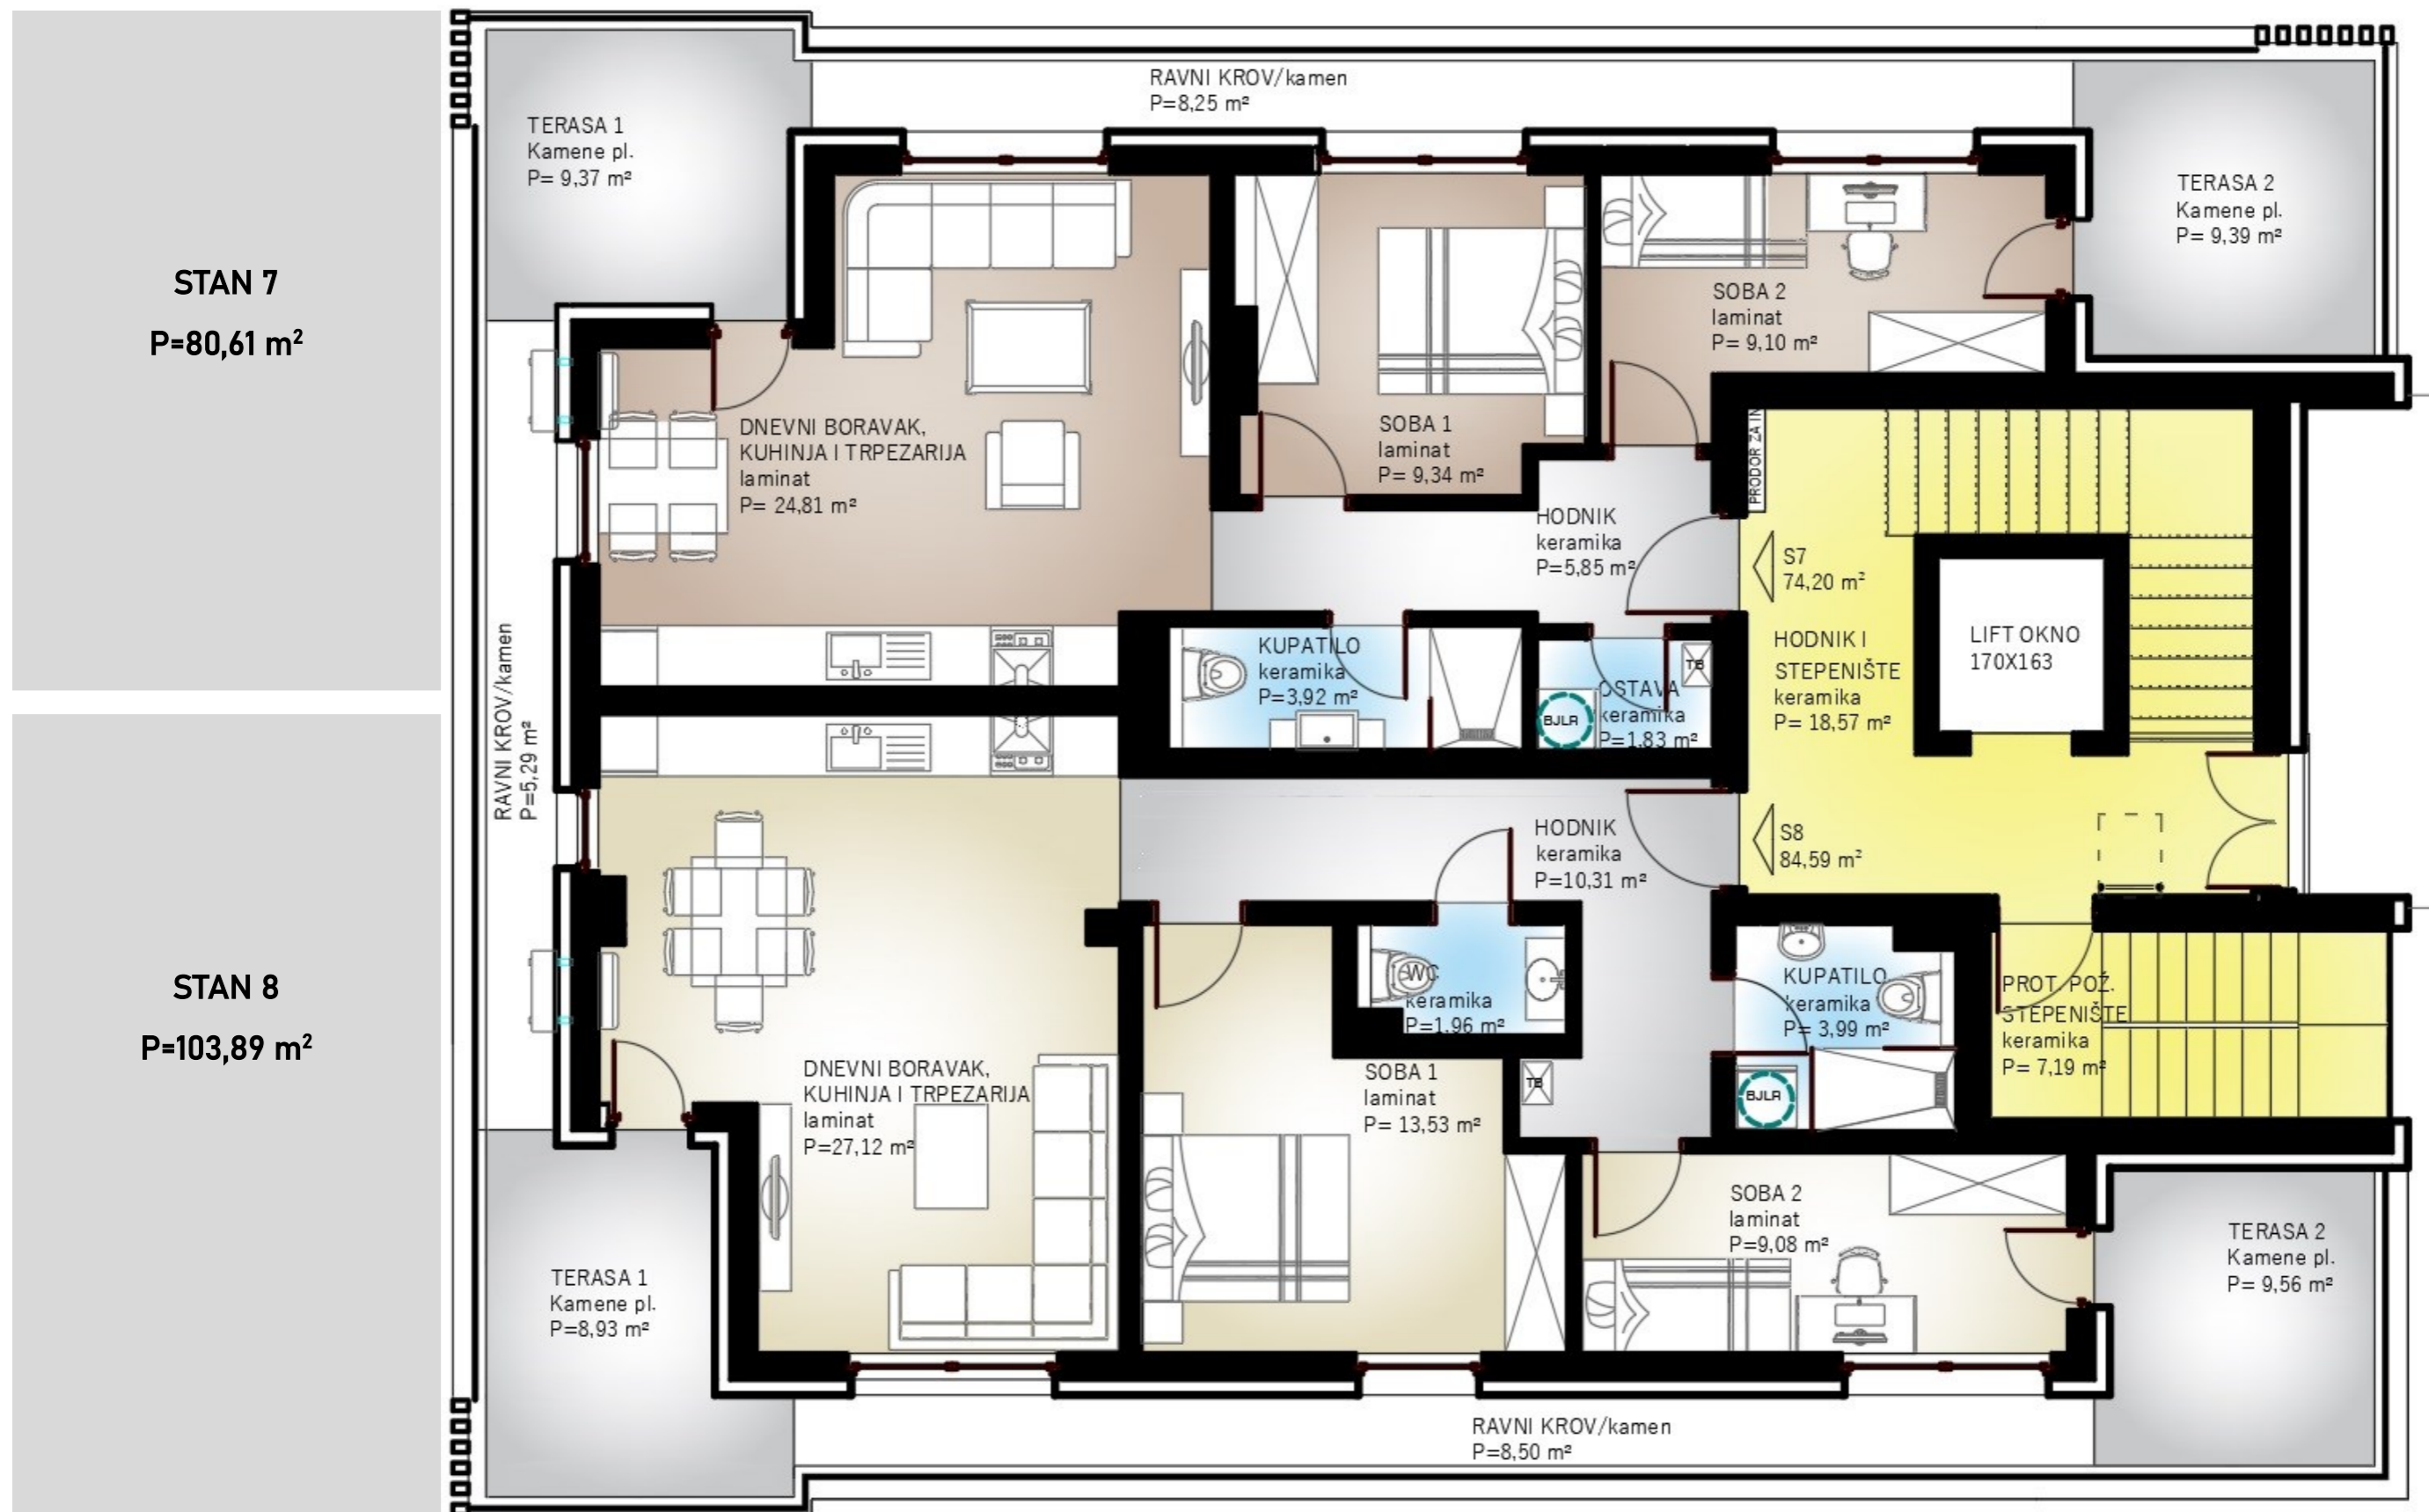 STAN 7
P=80,61 m²
STAN 8
P=103,89 m²
RAVNI KROV/kamen
P=8,25 m²
TERASA 1
Kamene pl.
P= 9,37 m²
TERASA 2
Kamene pl.
P= 9,39 m²
SOBA 2
laminat
P= 9,10 m²
DNEVNI BORAVAK,
KUHINJA I TRPEZARIJA
laminat
P= 24,81 m²
SOBA 1
laminat
P= 9,34 m²
PRODOR ZA IN
HODNIK
keramika
P=5,85 m²
S7
74,20 m²
KUPATILO
keramika
P=3,92 m²
TB
OSTAVA
keramika
P=1,83 m²
BJLR
HODNIK I
STEPENIŠTE
keramika
P= 18,57 m²
LIFT OKNO
170X163
RAVNI KROV/kamen
P=5,29 m²
HODNIK
keramika
P=10,31 m²
S8
84,59 m²
WC
keramika
P=1,96 m²
KUPATILO
keramika
P= 3,99 m²
PROT. POŽ.
STEPENIŠTE
keramika
P= 7,19 m²
DNEVNI BORAVAK,
KUHINJA I TRPEZARIJA
laminat
P=27,12 m²
SOBA 1
laminat
P= 13,53 m²
TB
BJLR
SOBA 2
laminat
P=9,08 m²
TERASA 2
Kamene pl.
P= 9,56 m²
TERASA 1
Kamene pl.
P=8,93 m²
RAVNI KROV/kamen
P=8,50 m²